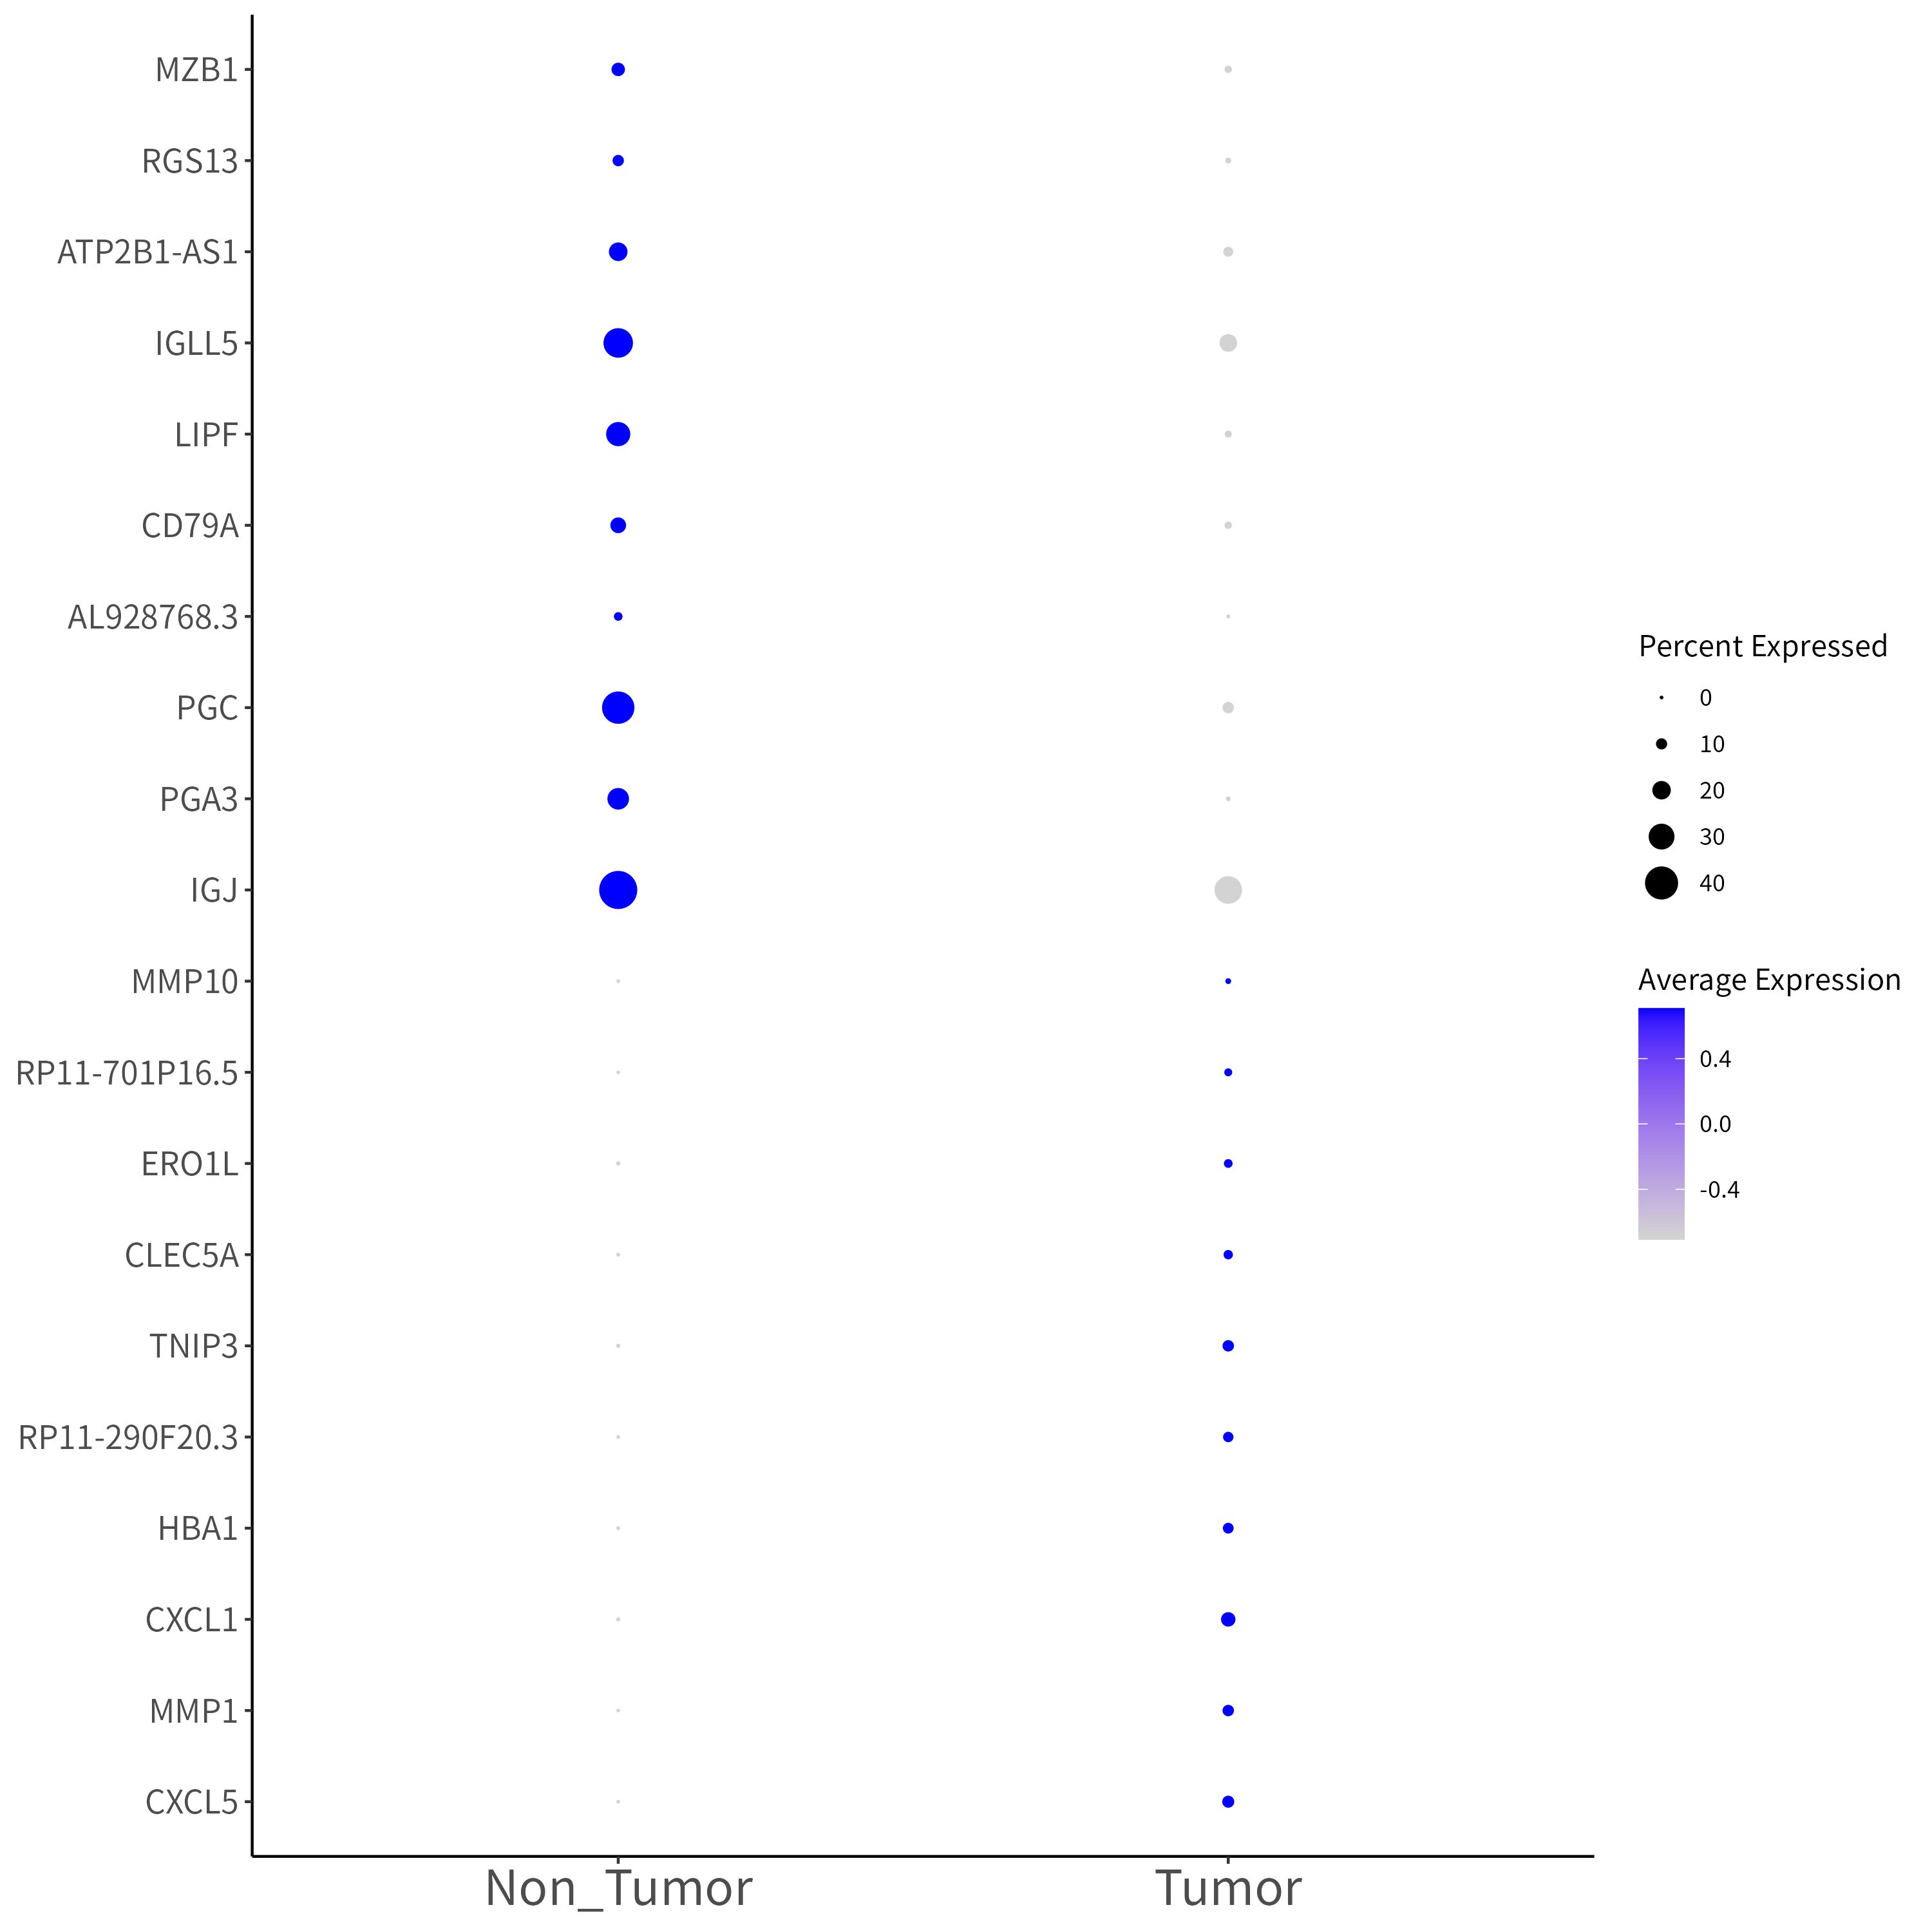 MZB1
RGS13
ATP2B1-AS1
IGLL5
LIPF
CD79A
AL928768.3
PGC
PGA3
IGJ
MMP10
RP11-701P16.5
ERO1L
CLEC5A
TNIP3
RP11-290F20.3
HBA1
CXCL1
MMP1
CXCL5
Non_Tumor
Tumor
Percent Expressed
0
10
20
30
40
Average Expression
0.4
0.0
-0.4